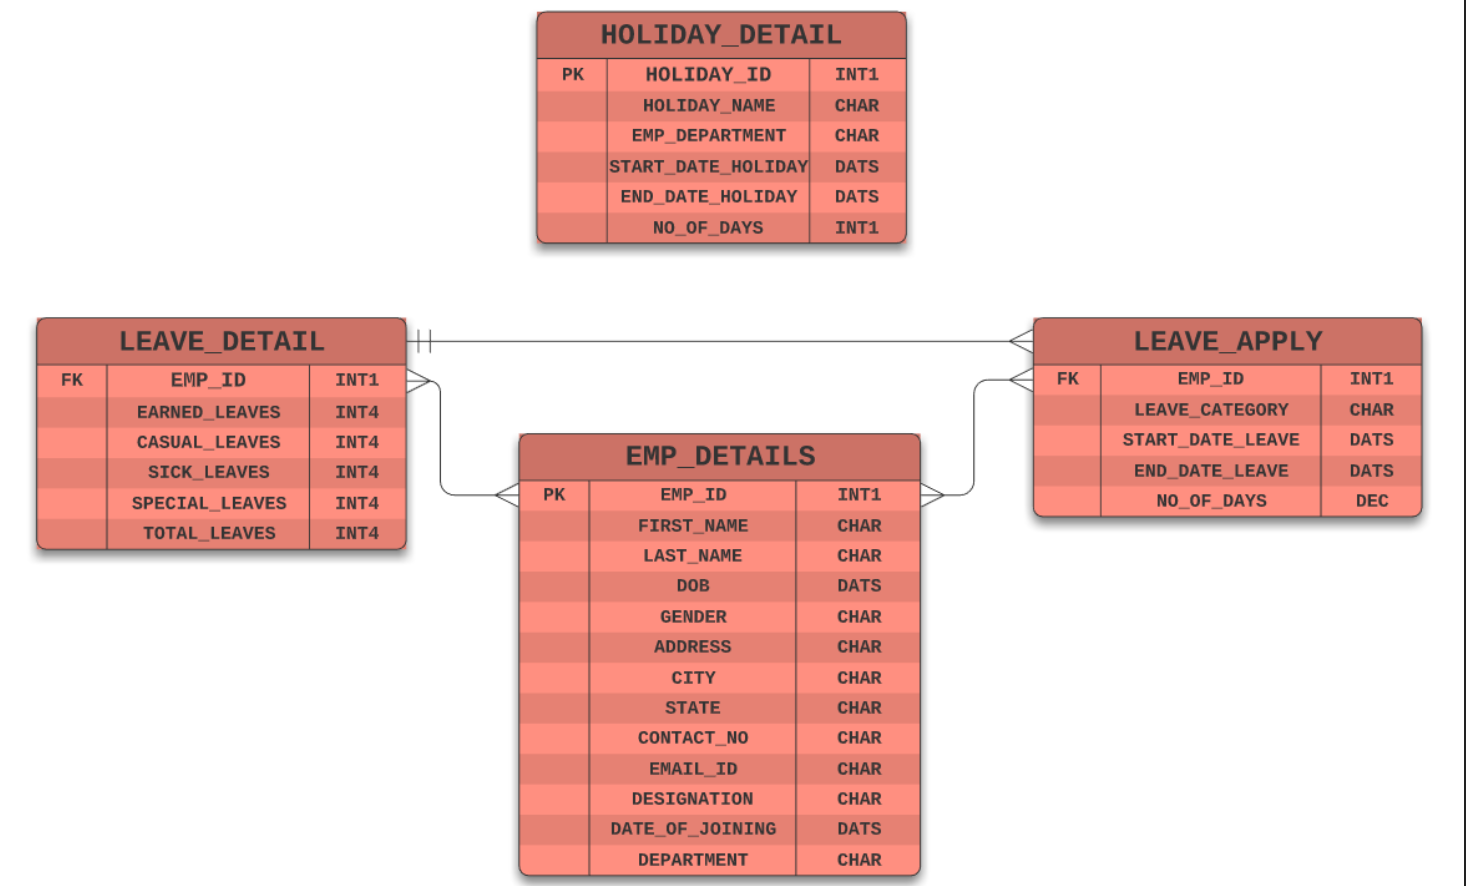 HOLIDAY_DETAIL
PK HOLIDAY_ID INT1
HOLIDAY_NAME CHAR
EMP_DEPARTMENT CHAR
START_DATE_HOLIDAY DATS
END_DATE_HOLIDAY DATS
NO_OF_DAYS INT1
LEAVE_DETAIL
FK EMP_ID INT1
EARNED_LEAVES INT4
CASUAL_LEAVES INT4
SICK_LEAVES INT4
SPECIAL_LEAVES INT4
TOTAL_LEAVES INT4
LEAVE_APPLY
FK EMP_ID INT1
LEAVE_CATEGORY CHAR
START_DATE_LEAVE DATS
END_DATE_LEAVE DATS
NO_OF_DAYS DEC
EMP_DETAILS
PK EMP_ID INT1
FIRST_NAME CHAR
LAST_NAME CHAR
DOB DATS
GENDER CHAR
ADDRESS CHAR
CITY CHAR
STATE CHAR
CONTACT_NO CHAR
EMAIL_ID CHAR
DESIGNATION CHAR
DATE_OF_JOINING DATS
DEPARTMENT CHAR